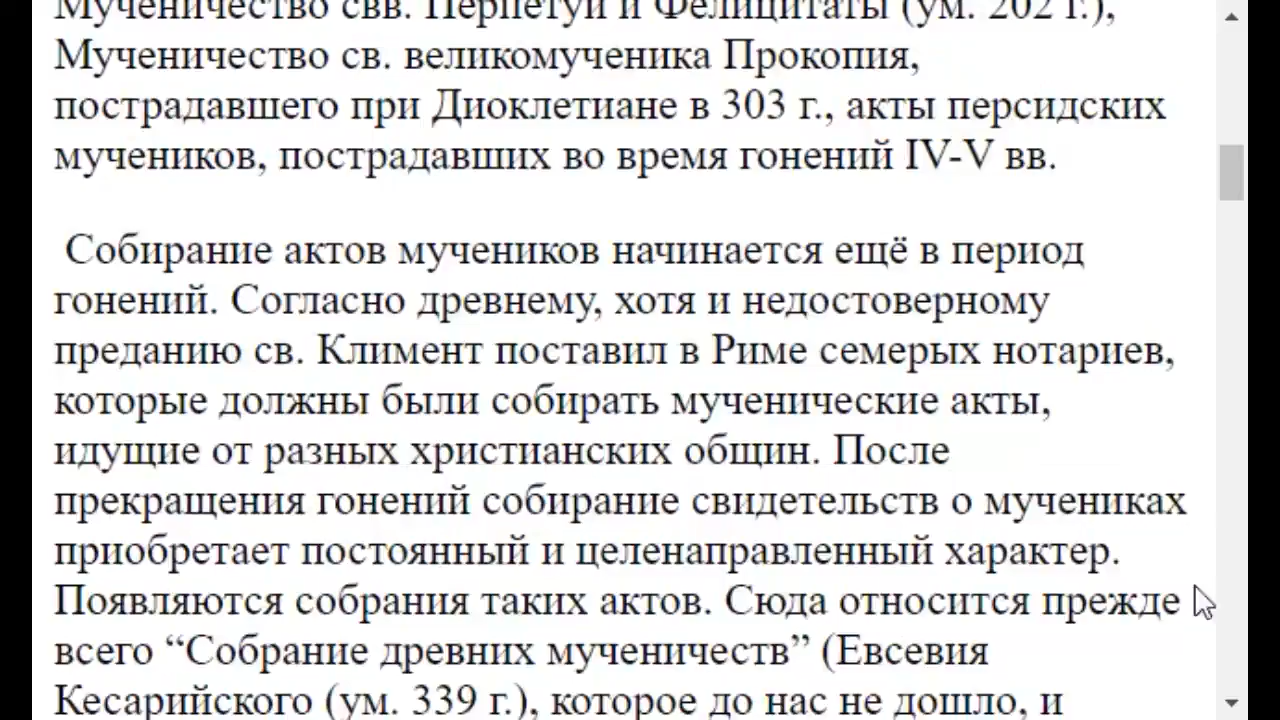 Мученичество свв. Перпетуи и Фелицитаты (ум. 202 г.),
Мученичество св. великомученика Прокопия,
пострадавшего при Диоклетиане в 303 г., акты персидских
мучеников, пострадавших во время гонений IV-V вв.
Собирание актов мучеников начинается ещё в период
гонений. Согласно древнему, хотя и недостоверному
преданию св. Климент поставил в Риме семерых нотариев,
которые должны были собирать мученические акты,
идущие от разных христианских общин. После
прекращения гонений собирание свидетельств о мучениках
приобретает постоянный и целенаправленный характер.
Появляются собрания таких актов. Сюда относится прежде
всего “Собрание древних мученичеств” (Евсевия
Кесарийского (ум. 339 г.), которое до нас не дошло, и